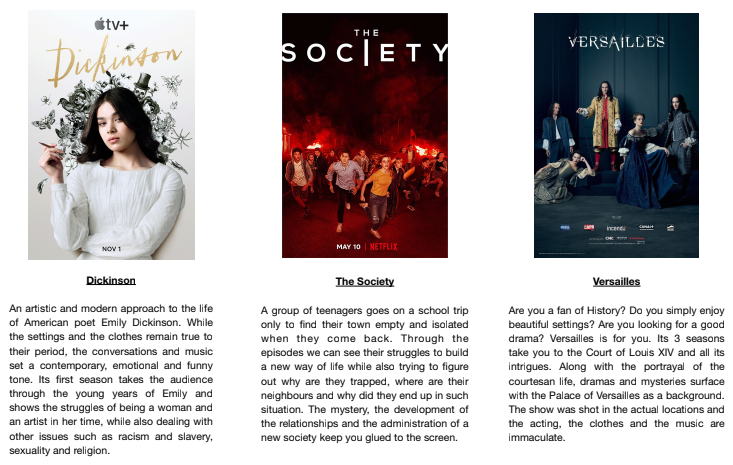 tv+
Dickinson
NOV 1
THE
SOCIETY
MAY 10 | NETFLIX
VERSAILLES
incendo
CANAL+
Dickinson
An artistic and modern approach to the life
of American poet Emily Dickinson. While
the settings and the clothes remain true to
their period, the conversations and music
set a contemporary, emotional and funny
tone. Its first season takes the audience
through the young years of Emily and
shows the struggles of being a woman and
an artist in her time, while also dealing with
other issues such as racism and slavery,
sexuality and religion.
The Society
A group of teenagers goes on a school trip
only to find their town empty and isolated
when they come back. Through the
episodes we can see their struggles to build
a new way of life while also trying to figure
out why are they trapped, where are their
neighbours and why did they end up in such
situation. The mystery, the development of
the relationships and the administration of a
new society keep you glued to the screen.
Versailles
Are you a fan of History? Do you simply enjoy
beautiful settings? Are you looking for a good
drama? Versailles is for you. Its 3 seasons
take you to the Court of Louis XIV and all its
intrigues. Along with the portrayal of the
courtesan life, dramas and mysteries surface
with the Palace of Versailles as a background.
The show was shot in the actual locations and
the acting, the clothes and the music are
immaculate.